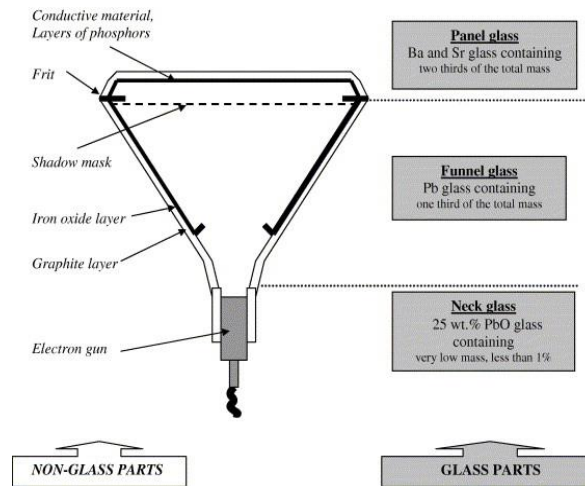 Conductive material,
Layers of phosphors
Frit
Shadow mask
Iron oxide layer
Graphite layer
Electron gun
NON-GLASS PARTS
Panel glass
Ba and Sr glass containing
two thirds of the total mass
Funnel glass
Pb glass containing
one third of the total mass
Neck glass
25 wt.% PbO glass
containing
very low mass, less than 1%
GLASS PARTS